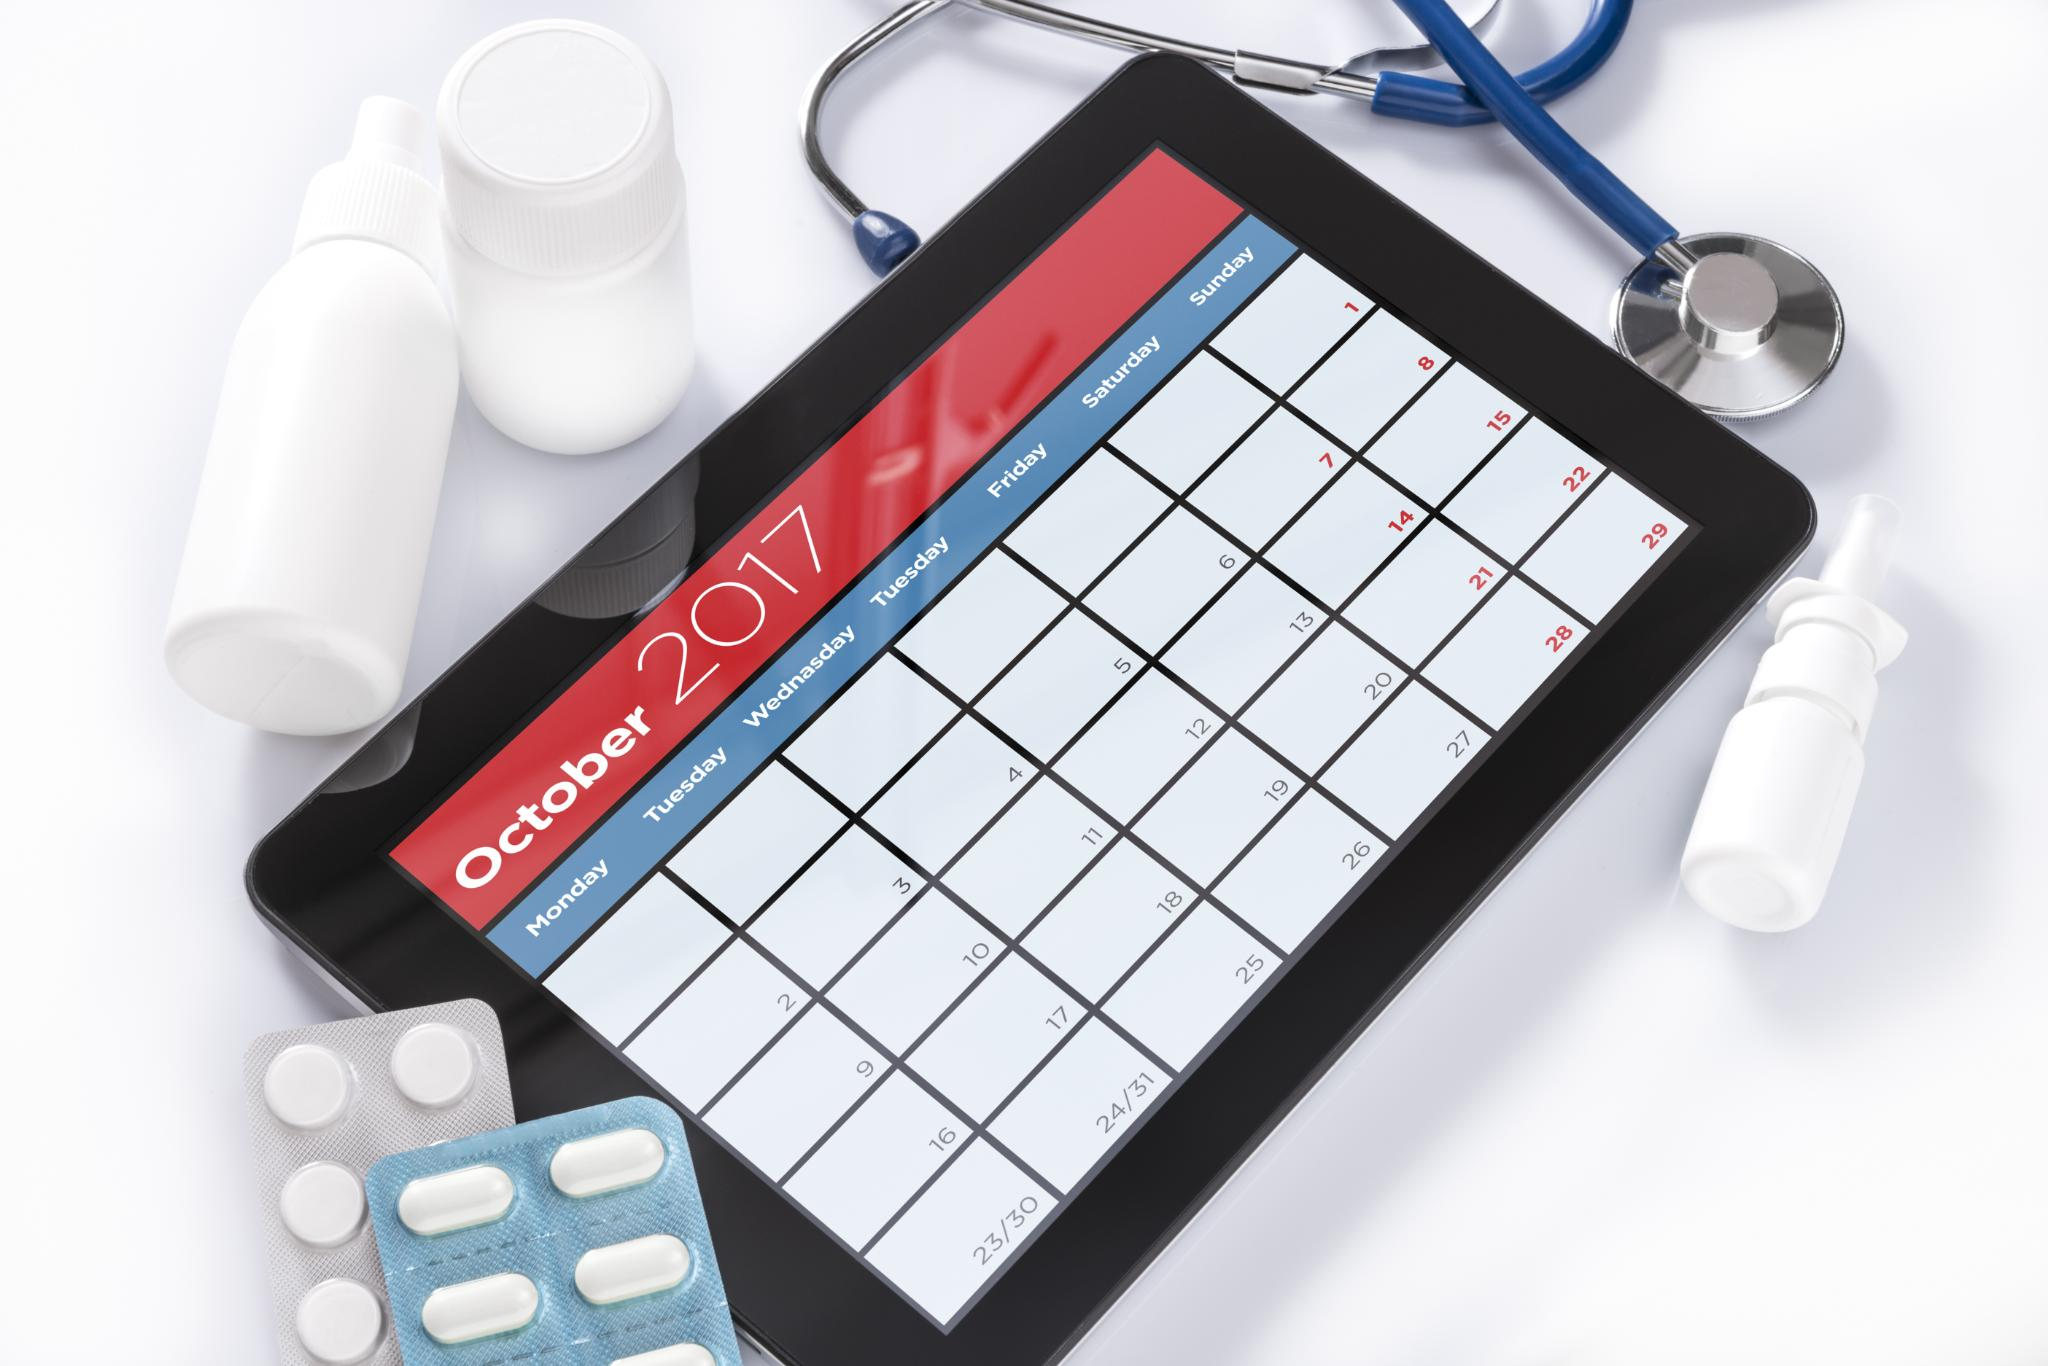 October 2017
Monday Tuesday Wednasday Tuesday Friday Saturday Sunday
1
2 3 4 5 6 7 8
9 10 11 12 13 14 15
16 17 18 19 20 21 22
23/30 24/31 25 26 27 28 29